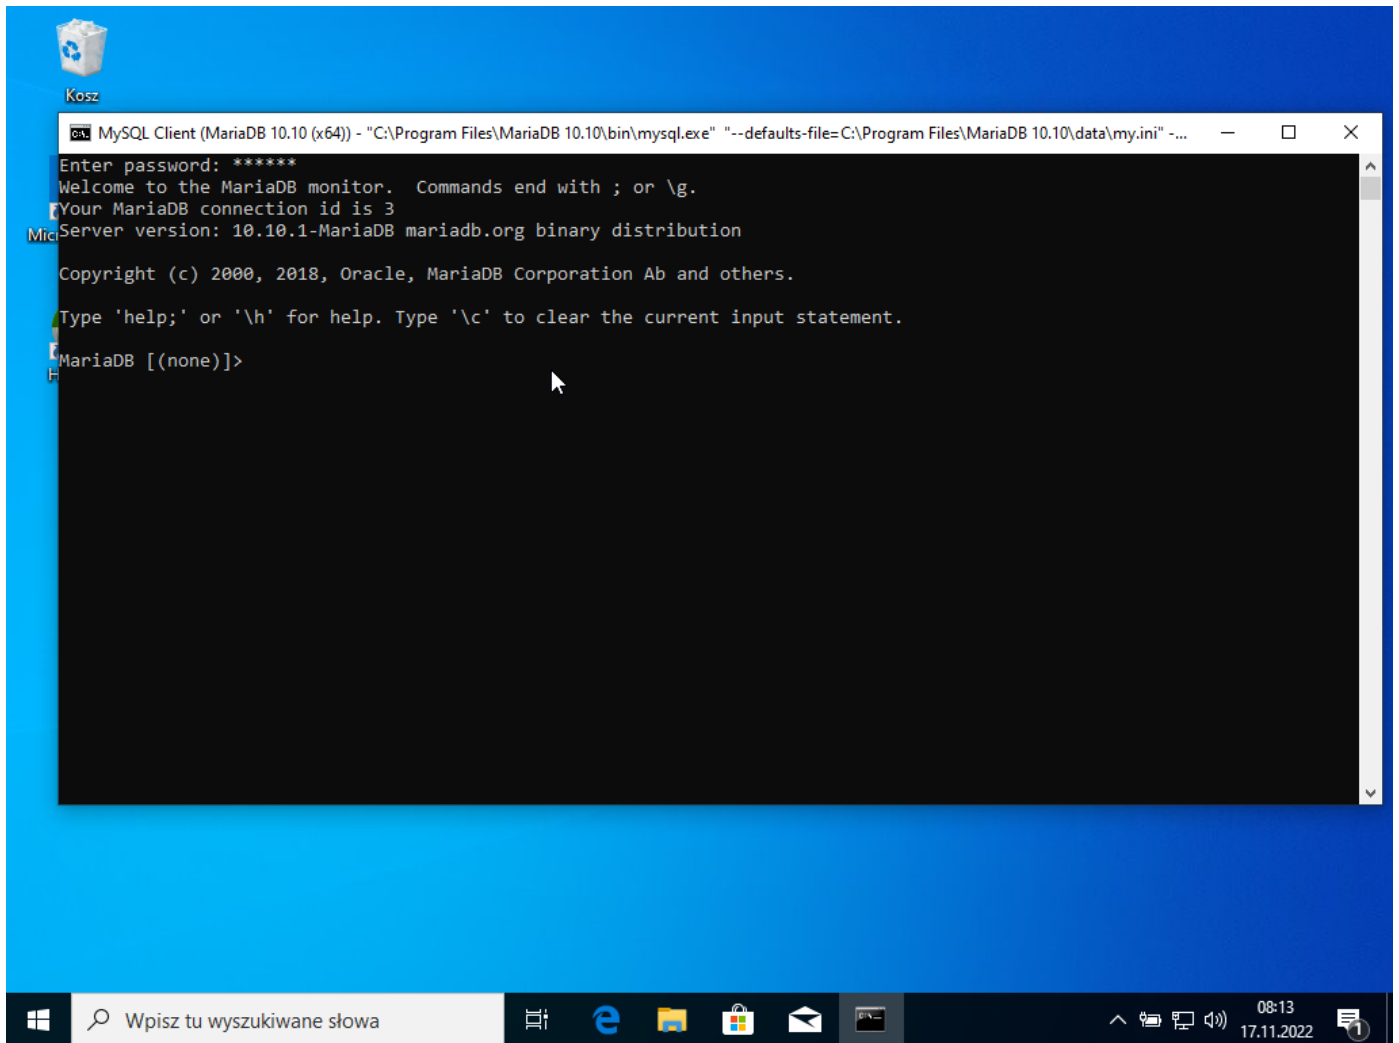 Kosz
MySQL Client (MariaDB 10.10 (x64)) - "C:\Program Files\MariaDB 10.10\bin\mysql.exe" "--defaults-file=C:\Program Files\MariaDB 10.10\data\my.ini" -...
Enter password: ******
Welcome to the MariaDB monitor.  Commands end with ; or \g.
Your MariaDB connection id is 3
Server version: 10.10.1-MariaDB mariadb.org binary distribution
Copyright (c) 2000, 2018, Oracle, MariaDB Corporation Ab and others.
Type 'help;' or '\h' for help. Type '\c' to clear the current input statement.
MariaDB [(none)]>
Wpisz tu wyszukiwane słowa
08:13
17.11.2022
1